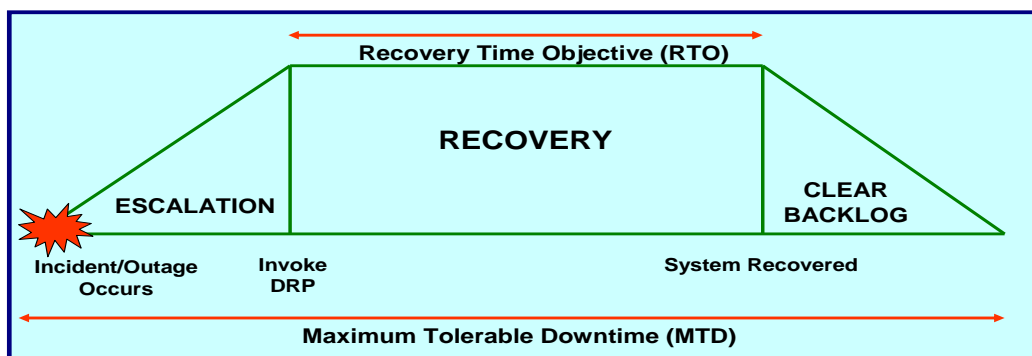 Recovery Time Objective (RTO)
RECOVERY
ESCALATION
CLEAR
BACKLOG
Incident/Outage
Occurs
Invoke
DRP
System Recovered
Maximum Tolerable Downtime (MTD)